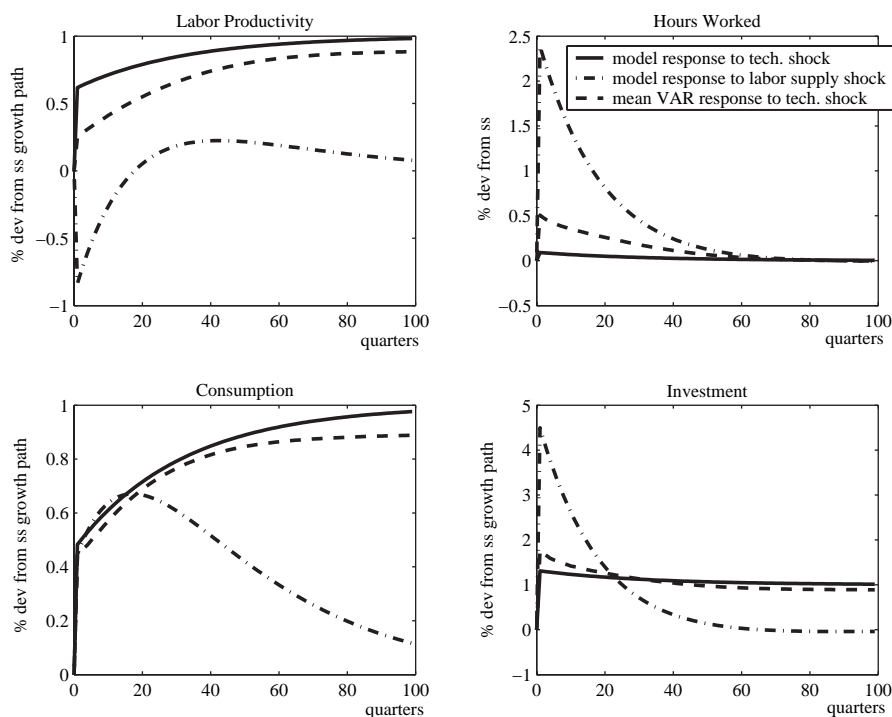 Labor Productivity
1
0.5
0
−0.5
−1
% dev from ss growth path
0 20 40 60 80 100
quarters
Hours Worked
2.5
2
1.5
1
0.5
0
−0.5
% dev from ss
model response to tech. shock
model response to labor supply shock
mean VAR response to tech. shock
0 20 40 60 80 100
quarters
Consumption
1
0.8
0.6
0.4
0.2
0
% dev from ss growth path
0 20 40 60 80 100
quarters
Investment
5
4
3
2
1
0
−1
% dev from ss growth path
0 20 40 60 80 100
quarters